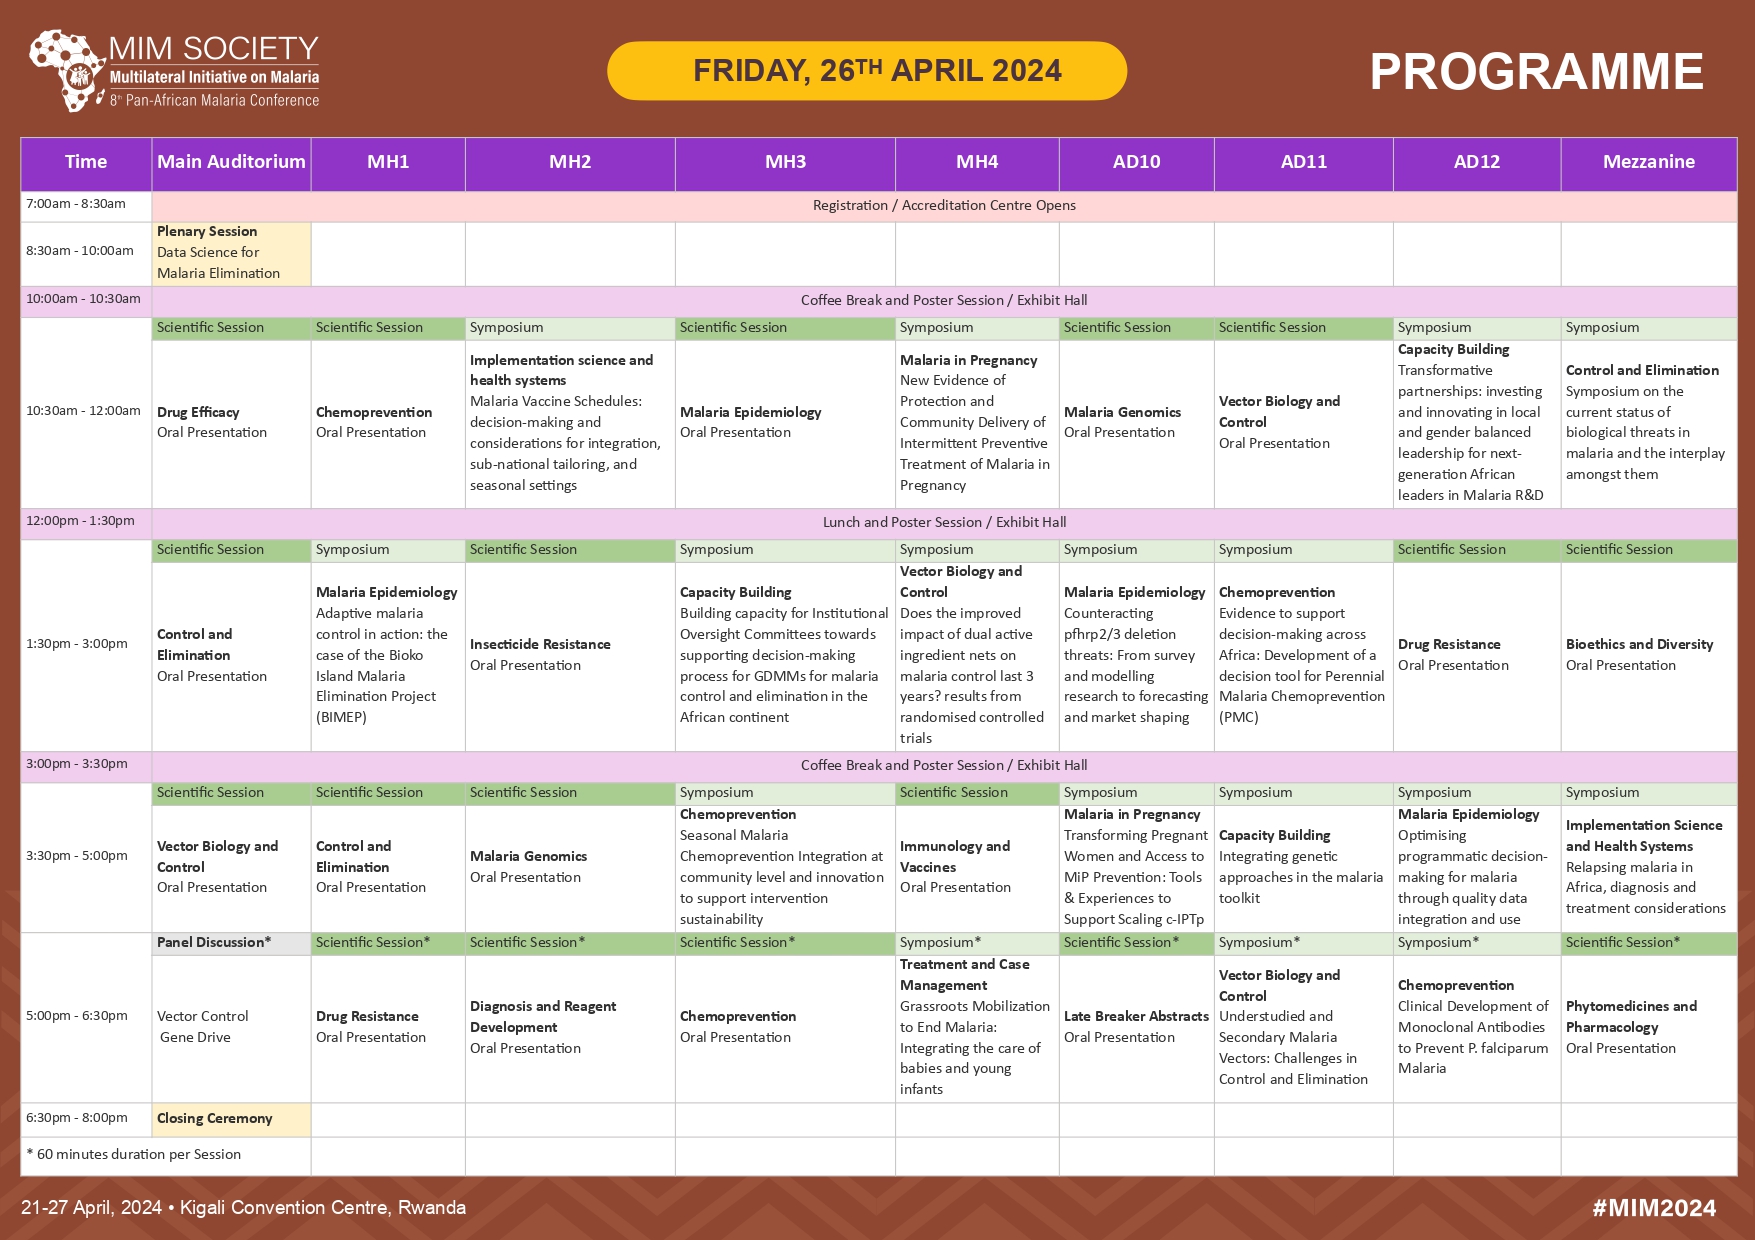 MIM SOCIETY
Multilateral Initiative on Malaria
8th Pan-African Malaria Conference
FRIDAY, 26TH APRIL 2024
PROGRAMME
Time
Main Auditorium
MH1
MH2
MH3
MH4
AD10
AD11
AD12
Mezzanine
7:00am - 8:30am
Registration / Accreditation Centre Opens
8:30am - 10:00am
Plenary Session
Data Science for
Malaria Elimination
10:00am - 10:30am
Coffee Break and Poster Session / Exhibit Hall
10:30am - 12:00am
Scientific Session
Drug Efficacy
Oral Presentation
Scientific Session
Chemoprevention
Oral Presentation
Symposium
Implementation science and
health systems
Malaria Vaccine Schedules:
decision-making and
considerations for integration,
sub-national tailoring, and
seasonal settings
Scientific Session
Malaria Epidemiology
Oral Presentation
Symposium
Malaria in Pregnancy
New Evidence of
Protection and
Community Delivery of
Intermittent Preventive
Treatment of Malaria in
Pregnancy
Scientific Session
Malaria Genomics
Oral Presentation
Scientific Session
Vector Biology and
Control
Oral Presentation
Symposium
Capacity Building
Transformative
partnerships: investing
and innovating in local
and gender balanced
leadership for next-
generation African
leaders in Malaria R&D
Symposium
Control and Elimination
Symposium on the
current status of
biological threats in
malaria and the interplay
amongst them
12:00pm - 1:30pm
Lunch and Poster Session / Exhibit Hall
1:30pm - 3:00pm
Scientific Session
Control and
Elimination
Oral Presentation
Symposium
Malaria Epidemiology
Adaptive malaria
control in action: the
case of the Bioko
Island Malaria
Elimination Project
(BIMEP)
Scientific Session
Insecticide Resistance
Oral Presentation
Symposium
Capacity Building
Building capacity for Institutional
Oversight Committees towards
supporting decision-making
process for GDMMs for malaria
control and elimination in the
African continent
Symposium
Vector Biology and
Control
Does the improved
impact of dual active
ingredient nets on
malaria control last 3
years? results from
randomised controlled
trials
Symposium
Malaria Epidemiology
Counteracting
pfhrp2/3 deletion
threats: From survey
and modelling
research to forecasting
and market shaping
Symposium
Chemoprevention
Evidence to support
decision-making across
Africa: Development of a
decision tool for Perennial
Malaria Chemoprevention
(PMC)
Scientific Session
Drug Resistance
Oral Presentation
Scientific Session
Bioethics and Diversity
Oral Presentation
3:00pm - 3:30pm
Coffee Break and Poster Session / Exhibit Hall
3:30pm - 5:00pm
Scientific Session
Vector Biology and
Control
Oral Presentation
Scientific Session
Control and
Elimination
Oral Presentation
Scientific Session
Malaria Genomics
Oral Presentation
Symposium
Chemoprevention
Seasonal Malaria
Chemoprevention Integration at
community level and innovation
to support intervention
sustainability
Scientific Session
Immunology and
Vaccines
Oral Presentation
Symposium
Malaria in Pregnancy
Transforming Pregnant
Women and Access to
MiP Prevention: Tools
& Experiences to
Support Scaling c-IPTp
Symposium
Capacity Building
Integrating genetic
approaches in the malaria
toolkit
Symposium
Malaria Epidemiology
Optimising
programmatic decision-
making for malaria
through quality data
integration and use
Symposium
Implementation Science
and Health Systems
Relapsing malaria in
Africa, diagnosis and
treatment considerations
5:00pm - 6:30pm
Panel Discussion*
Vector Control
Gene Drive
Scientific Session*
Drug Resistance
Oral Presentation
Scientific Session*
Diagnosis and Reagent
Development
Oral Presentation
Scientific Session*
Chemoprevention
Oral Presentation
Symposium*
Treatment and Case
Management
Grassroots Mobilization
to End Malaria:
Integrating the care of
babies and young
infants
Scientific Session*
Late Breaker Abstracts
Oral Presentation
Symposium*
Vector Biology and
Control
Understudied and
Secondary Malaria
Vectors: Challenges in
Control and Elimination
Symposium*
Chemoprevention
Clinical Development of
Monoclonal Antibodies
to Prevent P. falciparum
Malaria
Scientific Session*
Phytomedicines and
Pharmacology
Oral Presentation
6:30pm - 8:00pm
Closing Ceremony
* 60 minutes duration per Session
21-27 April, 2024 • Kigali Convention Centre, Rwanda
#MIM2024